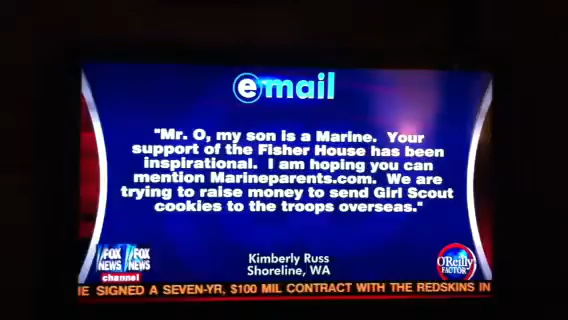 email
"Mr. O, my son is a Marine. Your
support of the Fisher House has been
inspirational. I am hoping you can
mention Marineparents.com. We are
trying to raise money to send Girl Scout
cookies to the troops overseas."
Kimberly Russ
Shoreline, WA
FOX NEWS FOX NEWS
channel
O'Reilly
FACTOR
IE SIGNED A SEVEN-YR, $100 MIL CONTRACT WITH THE REDSKINS IN